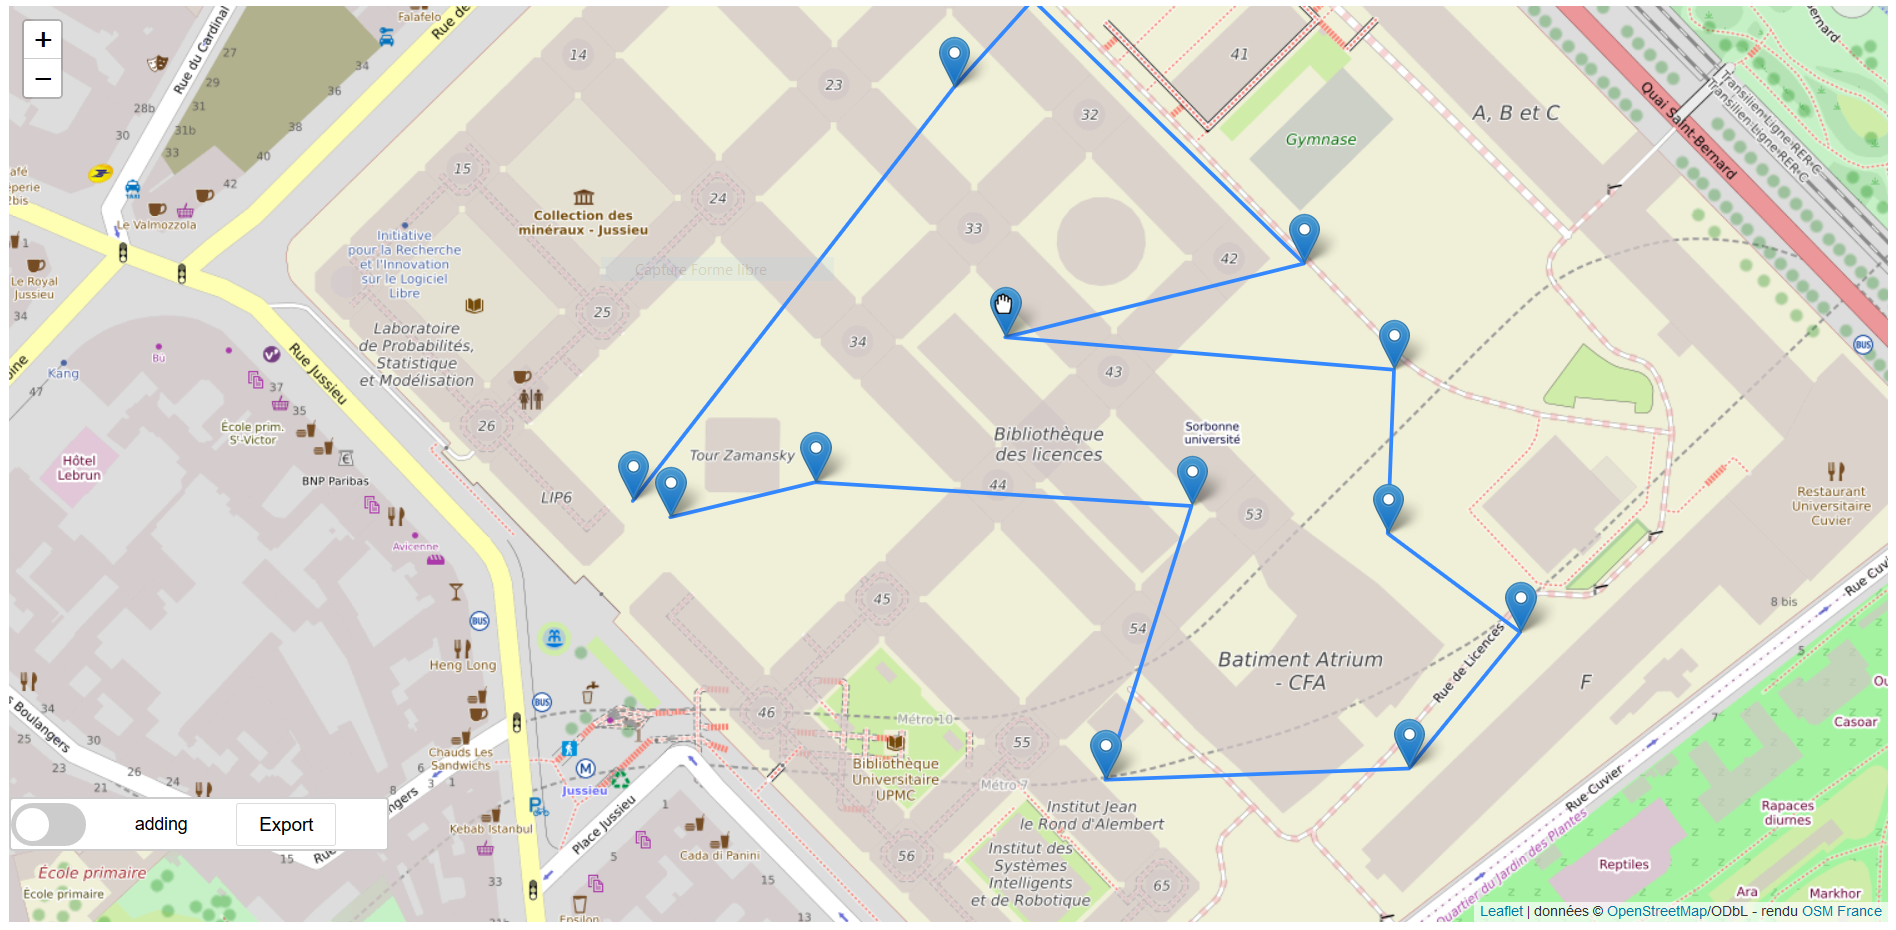 +
−
Falafelo
Rue du Cardinal
Rue de
27
34
29
28b
31
36
31b
38
30
33
40
42
afé
eperie
2bis
Le Valmozzola
1
Le Royal
Jussieu
34
47
Kang
Bu
Rue Jussieu
37
35
École prim.
St-Victor
BNP Paribas
Hôtel
Lebrun
Avicenne
14
23
32
41
15
24
33
42
25
34
43
26
44
53
45
54
46
55
56
65
Collection des
minéraux - Jussieu
Initiative
pour la Recherche
et l'Innovation
sur le Logiciel
Libre
Capture Forme libre
Laboratoire
de Probabilités,
Statistique
et Modélisation
LIP6
Tour Zamansky
Bibliothèque
des licences
Sorbonne
université
Gymnase
A, B et C
Quai Saint-Bernard
Transilien·Ligne·RER·C
Transilien·Ligne·RER·C
ernard
BUS
Restaurant
Universitaire
Cuvier
Rue Cuvi
8 bis
5
7
F
Rue de Licences
Batiment Atrium
- CFA
Métro 10
Métro 7
Bibliothèque
Universitaire
UPMC
Institut Jean
le Rond d'Alembert
Institut des
Systèmes
Intelligents
et de Robotique
BUS
Heng Long
BUS
Chauds Les
Sandwichs
M
Jussieu
P
Kebab Istanbul
Place Jussieu
1
5
Cada di Panini
15
13
Epsilon
33
31b
s Boulangers
34
25
30
23
26
24
21
8
6
3
1
angers
15
Rue
adding
Export
École primaire
École primaire
Rue Cuvier
Quartier du Jardin des Plantes
Casoar
Ou
Rapaces
diurnes
Reptiles
Ara
Markhor
Leaflet | données © OpenStreetMap/ODbL - rendu OSM France